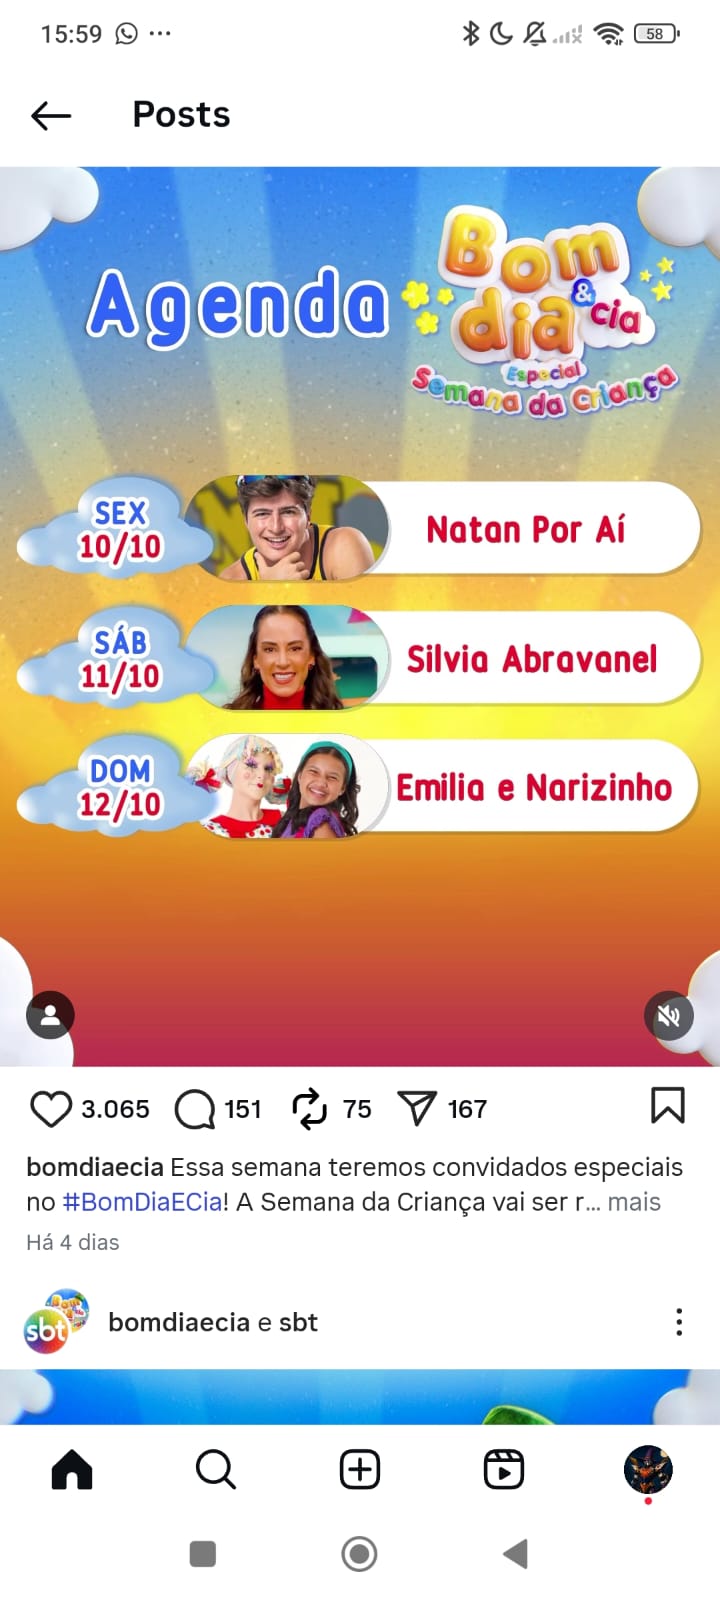 15:59
58
Posts
Agenda
Bom
dia
& cia
Especial
Semana da Criança
SEX
10/10
Natan Por Aí
SÁB
11/10
Silvia Abravanel
DOM
12/10
Emilia e Narizinho
3.065 151 75 167
bomdiaecia Essa semana teremos convidados especiais
no #BomDiaECia! A Semana da Criança vai ser r... mais
Há 4 dias
sbt
bomdiaecia e sbt